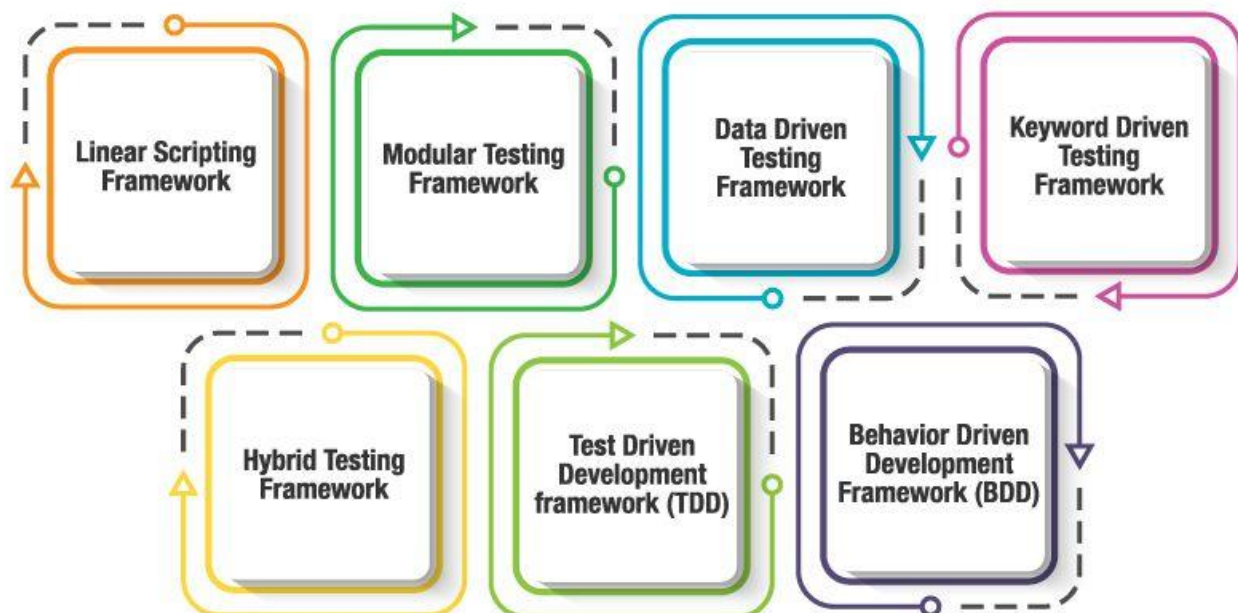 Linear Scripting
Framework
Modular Testing
Framework
Data Driven
Testing
Framework
Keyword Driven
Testing
Framework
Hybrid Testing
Framework
Test Driven
Development
framework (TDD)
Behavior Driven
Development
Framework (BDD)